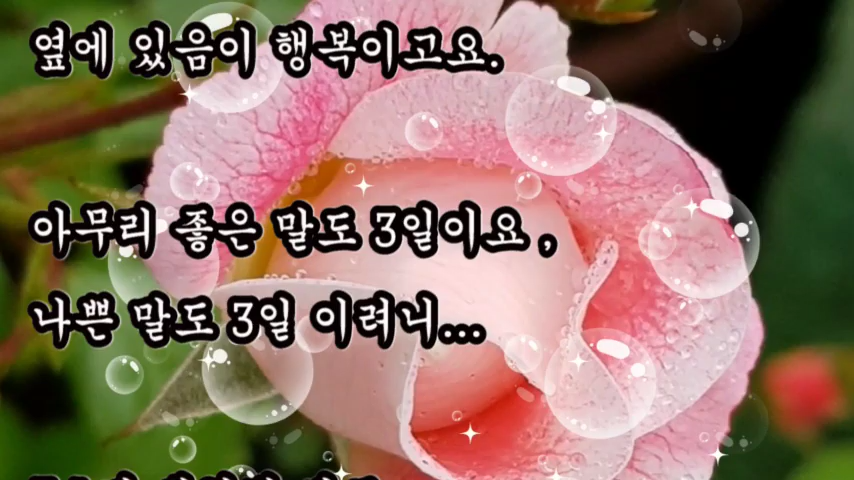 옆에 있음이 행복이고요.
아무리 좋은 말도 3일이요,
나쁜 말도 3일 이려니...